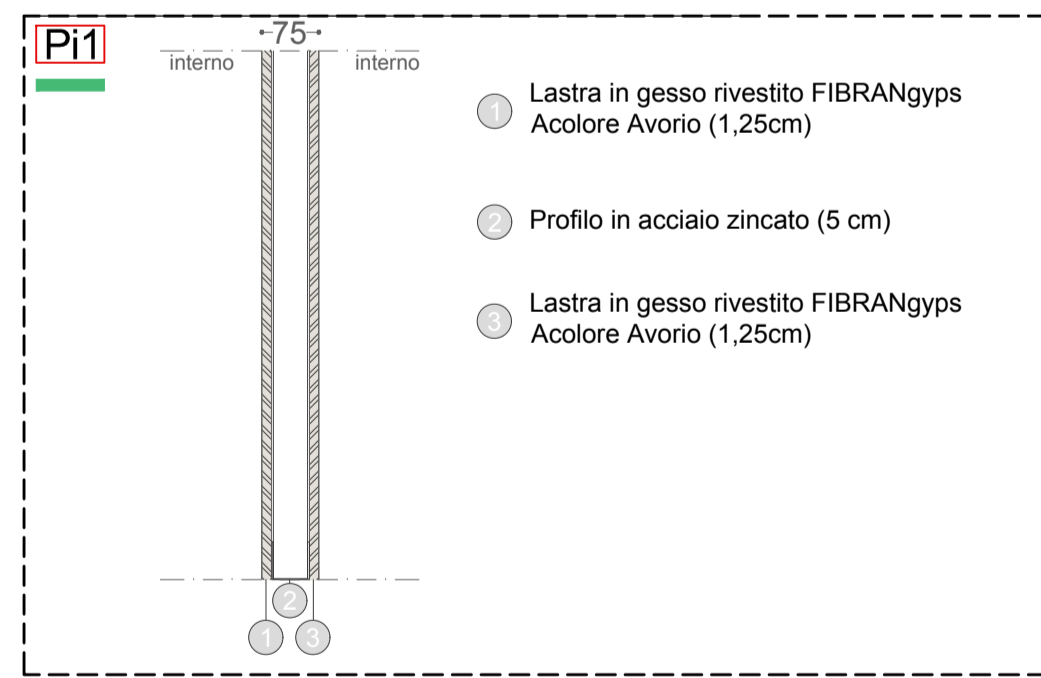 Pi1
75
interno
interno
1
Lastra in gesso rivestito FIBRANgyps
Acolore Avorio (1,25cm)
2
Profilo in acciaio zincato (5 cm)
3
Lastra in gesso rivestito FIBRANgyps
Acolore Avorio (1,25cm)
2
1
3